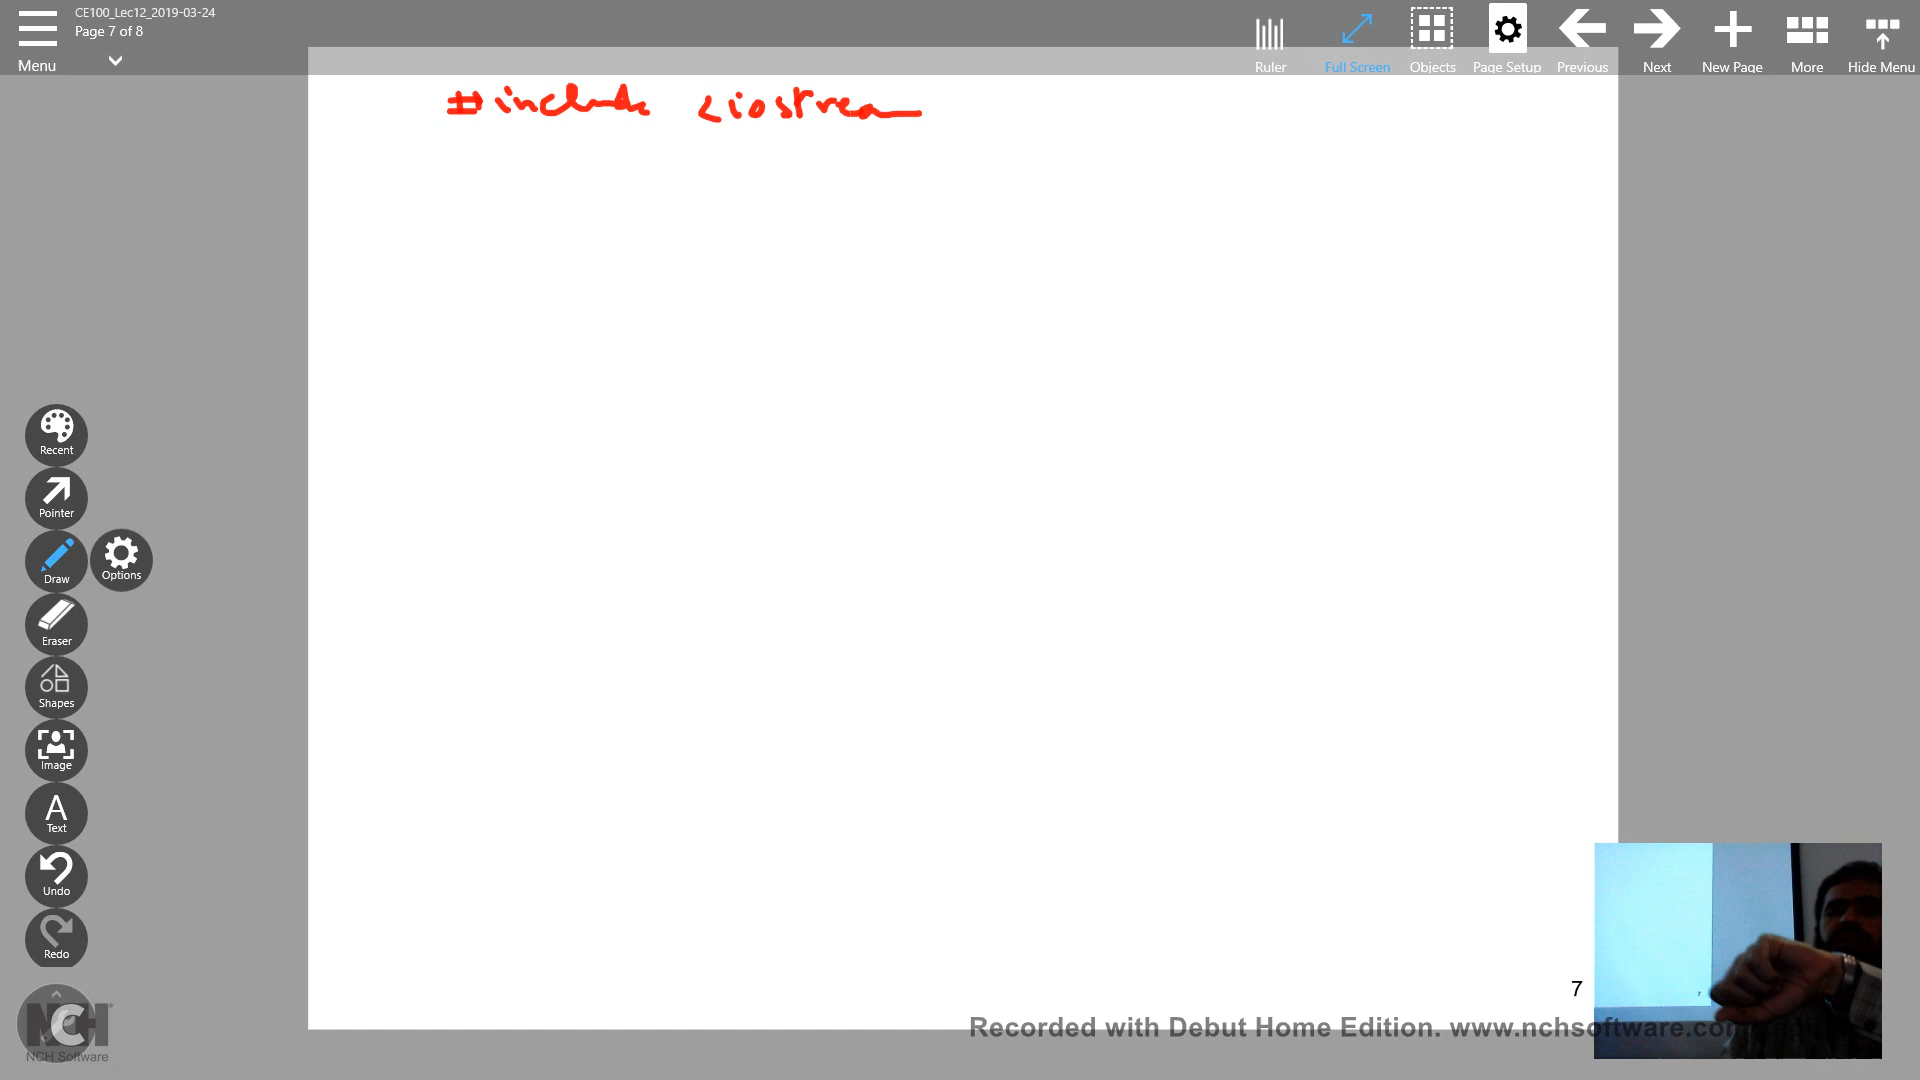 CE100_Lec12_2019-03-24
Page 7 of 8
Menu
Ruler
Full Screen
Objects
Page Setup
Previous
Next
New Page
More
Hide Menu
#include <iostream
Recent
Pointer
Draw
Options
Eraser
Shapes
Image
A
Text
Undo
Redo
7
NCH
NCH Software
Recorded with Debut Home Edition. www.nchsoftware.com